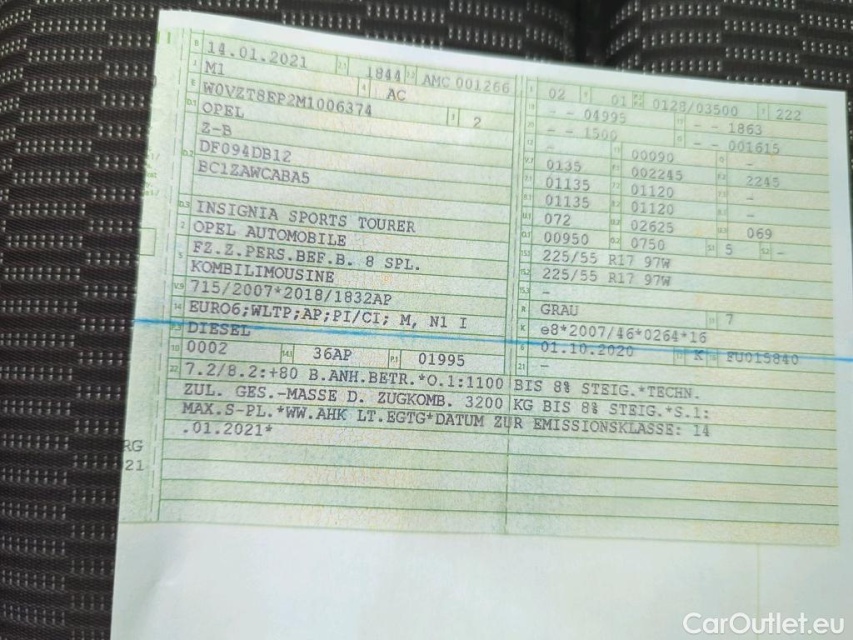 14.01.2021 1844 AMC 001266
M1 AC
W0VZT8EP2M1006374
OPEL 2
Z-B
DF094DB12
BC1ZAWCABA5
INSIGNIA SPORTS TOURER
OPEL AUTOMOBILE
FZ.Z.PERS.BEF.B. 8 SPL.
KOMBILIMOUSINE
715/2007*2018/1832AP
EURO6;WLTP;AP;PI/CI; M, N1 I
DIESEL
0002 36AP 01995
02 01 0128/03500 222
- - 04995 - - 1863
- - 1500 - - 001615
- 00090 -
0135 002245 2245
01135 01120 -
01135 01120 -
072 02625 069
00950 0750 5 -
225/55 R17 97W
225/55 R17 97W
-
GRAU 7
e8*2007/46*0264*16
01.10.2020 K FU015840
-
7.2/8.2:+80 B.ANH.BETR.*O.1:1100 BIS 8% STEIG.*TECHN.
ZUL. GES.-MASSE D. ZUGKOMB. 3200 KG BIS 8% STEIG.*S.1:
MAX.S-PL.*WW.AHK LT.EGTG*DATUM ZUR EMISSIONSKLASSE: 14
.01.2021*
RG
21
CarOutlet.eu